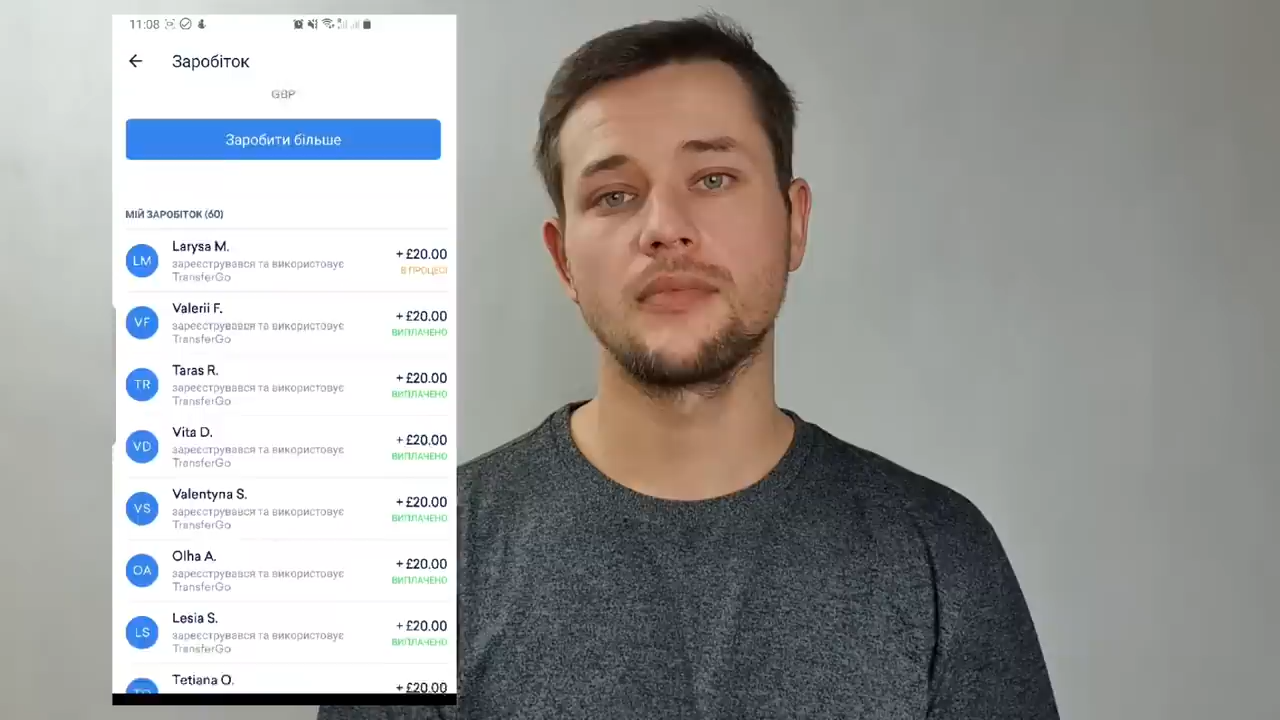 11:08
Заробіток
GBP
Заробити більше
МІЙ ЗАРОБІТОК (60)
LM
Larysa M.
зареєструвався та використовує
TransferGo
+ £20.00
В ПРОЦЕСІ
VF
Valerii F.
зареєструвався та використовує
TransferGo
+ £20.00
ВИПЛАЧЕНО
TR
Taras R.
зареєструвався та використовує
TransferGo
+ £20.00
ВИПЛАЧЕНО
VD
Vita D.
зареєструвався та використовує
TransferGo
+ £20.00
ВИПЛАЧЕНО
VS
Valentyna S.
зареєструвався та використовує
TransferGo
+ £20.00
ВИПЛАЧЕНО
OA
Olha A.
зареєструвався та використовує
TransferGo
+ £20.00
ВИПЛАЧЕНО
LS
Lesia S.
зареєструвався та використовує
TransferGo
+ £20.00
ВИПЛАЧЕНО
Tetiana O.
+ £20.00